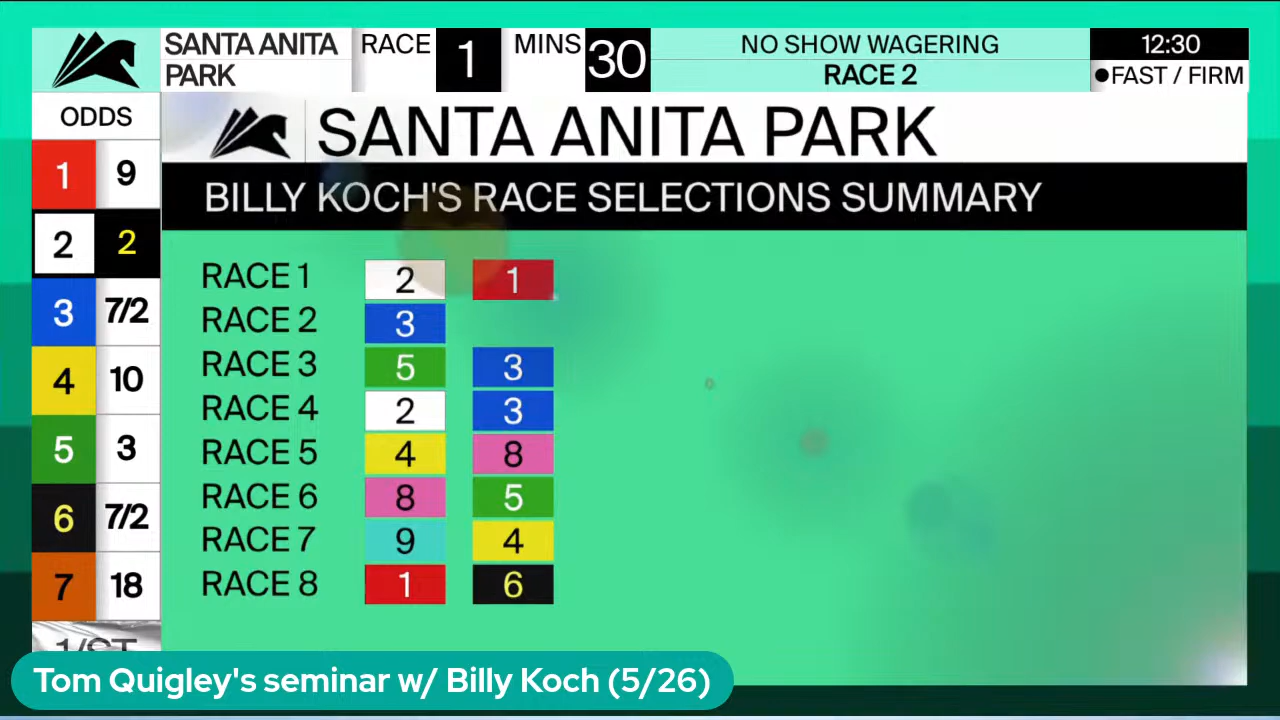 SANTA ANITA PARK
RACE 1
MINS 30
NO SHOW WAGERING
RACE 2
12:30
●FAST / FIRM
ODDS
1 9
2 2
3 7/2
4 10
5 3
6 7/2
7 18
1/ST
SANTA ANITA PARK
BILLY KOCH'S RACE SELECTIONS SUMMARY
RACE 1 2 1
RACE 2 3
RACE 3 5 3
RACE 4 2 3
RACE 5 4 8
RACE 6 8 5
RACE 7 9 4
RACE 8 1 6
Tom Quigley's seminar w/ Billy Koch (5/26)